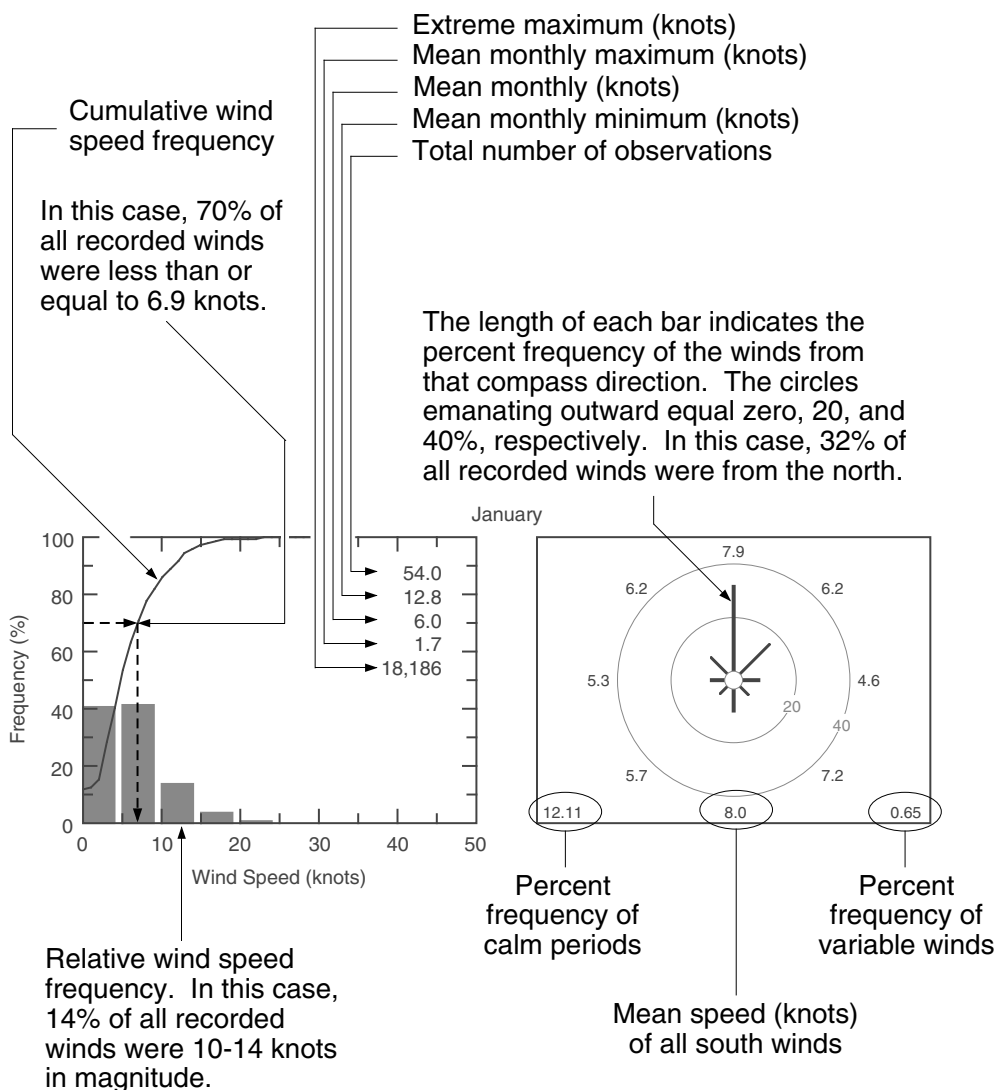 Extreme maximum (knots)
Mean monthly maximum (knots)
Mean monthly (knots)
Mean monthly minimum (knots)
Total number of observations
Cumulative wind
speed frequency
In this case, 70% of
all recorded winds
were less than or
equal to 6.9 knots.
The length of each bar indicates the
percent frequency of the winds from
that compass direction.  The circles
emanating outward equal zero, 20, and
40%, respectively.  In this case, 32% of
all recorded winds were from the north.
January
100
80
60
40
20
0
Frequency (%)
0
10
20
30
40
50
Wind Speed (knots)
54.0
12.8
6.0
1.7
18,186
7.9
6.2
6.2
5.3
4.6
20
40
5.7
7.2
12.11
8.0
0.65
Percent
frequency of
calm periods
Percent
frequency of
variable winds
Mean speed (knots)
of all south winds
Relative wind speed
frequency.  In this case,
14% of all recorded
winds were 10-14 knots
in magnitude.